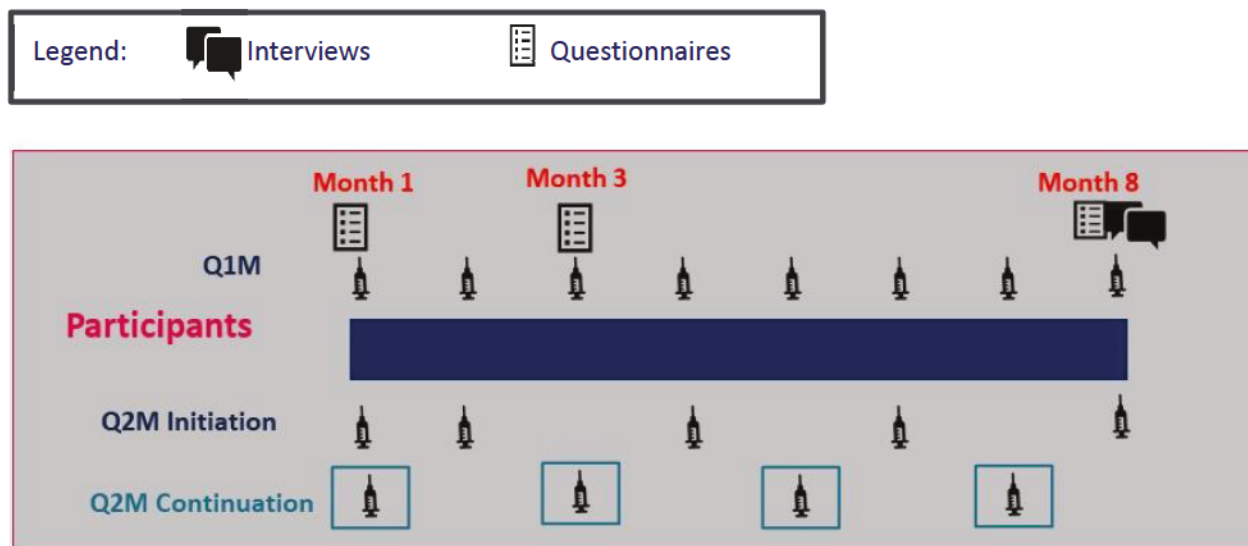 Legend: Interviews Questionnaires
Month 1 Month 3 Month 8
Q1M
Participants
Q2M Initiation
Q2M Continuation